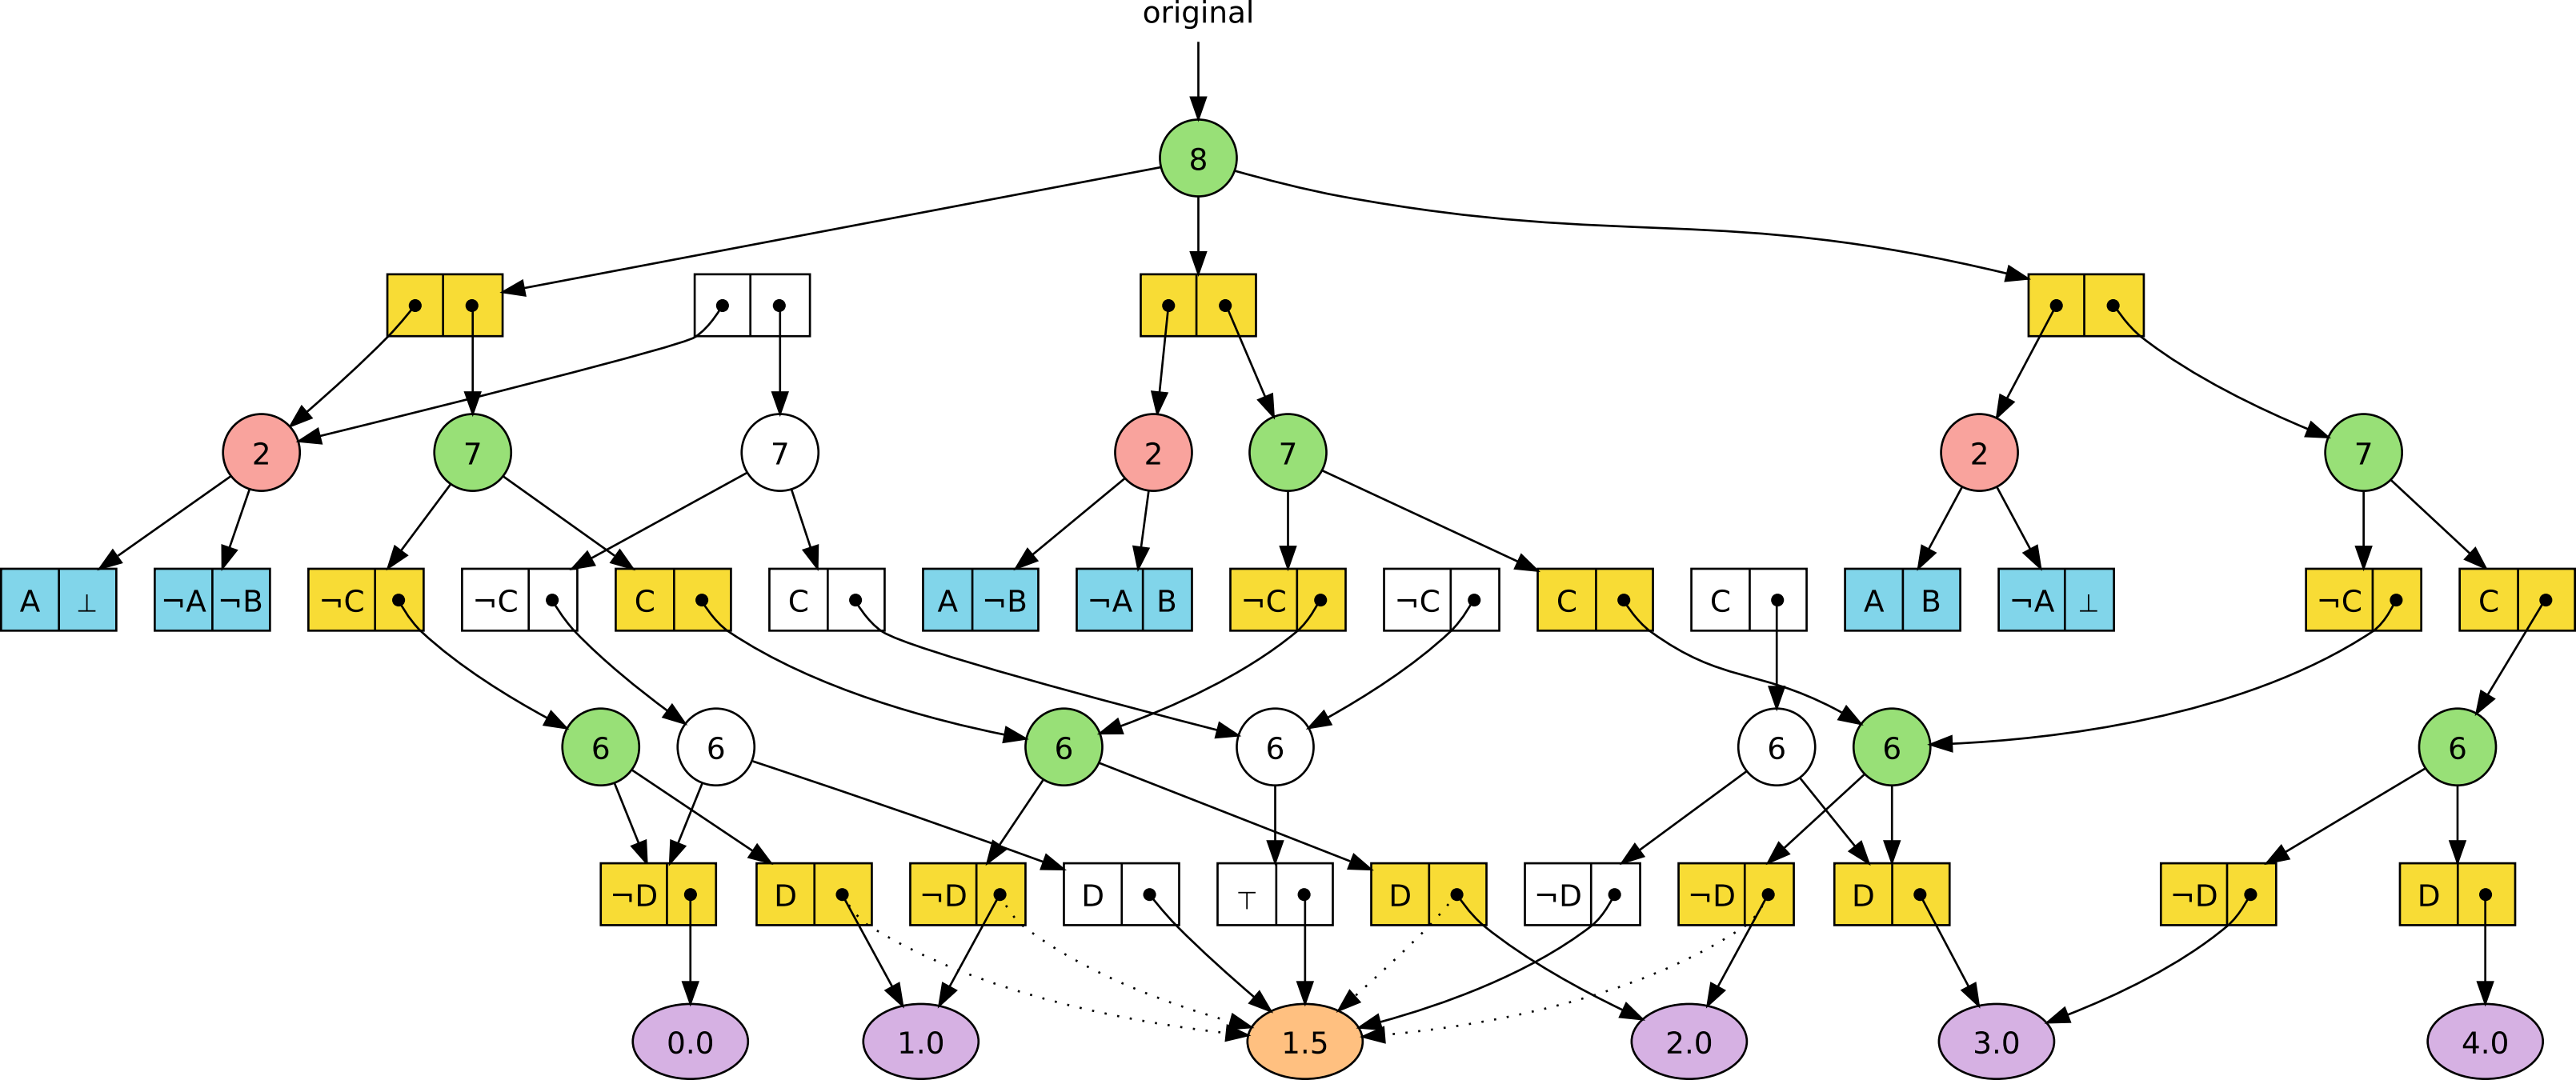 original
8
2 7 7 2 7 2 7
A ⊥ ¬A ¬B ¬C ¬C C C A ¬B ¬A B ¬C ¬C C C A B ¬A ⊥ ¬C C
6 6 6 6 6 6 6
¬D D ¬D D ⊤ D ¬D ¬D D ¬D D
0.0 1.0 1.5 2.0 3.0 4.0